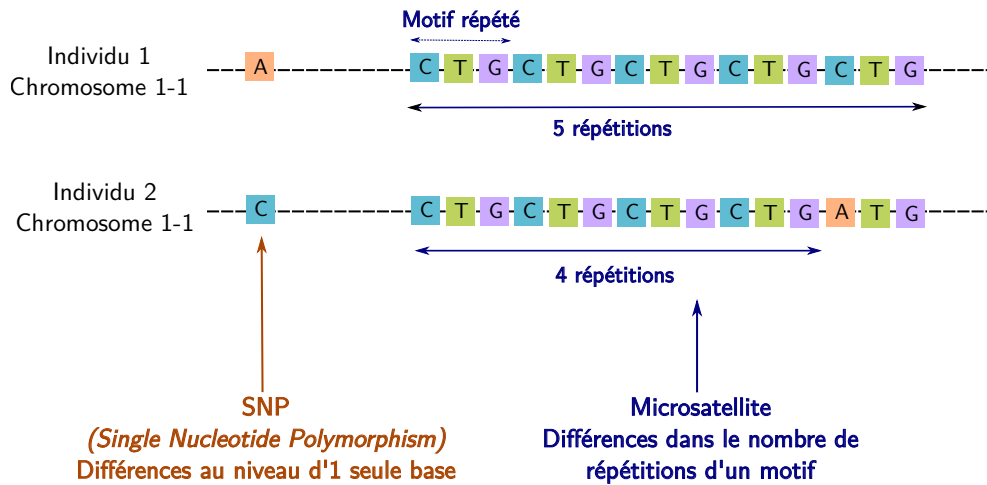 Motif répété
Individu 1
Chromosome 1-1
A C T G C T G C T G C T G C T G
5 répétitions
Individu 2
Chromosome 1-1
C C T G C T G C T G C T G A T G
4 répétitions
SNP
(Single Nucleotide Polymorphism)
Différences au niveau d'1 seule base
Microsatellite
Différences dans le nombre de
répétitions d'un motif